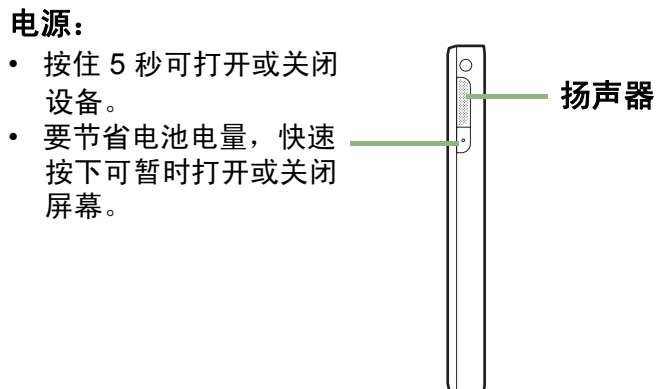 电源：
• 按住 5 秒可打开或关闭
设备。
• 要节省电池电量，快速
按下可暂时打开或关闭
屏幕。
扬声器